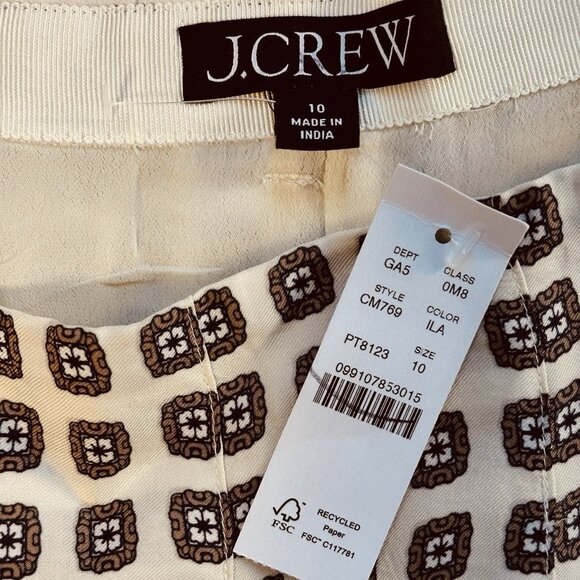 J.CREW
10
MADE IN
INDIA
DEPT CLASS
GA5 0M8
STYLE COLOR
CM769 ILA
PT8123 SIZE
10
099107853015
FSC
RECYCLED
Paper
FSC™ C117781